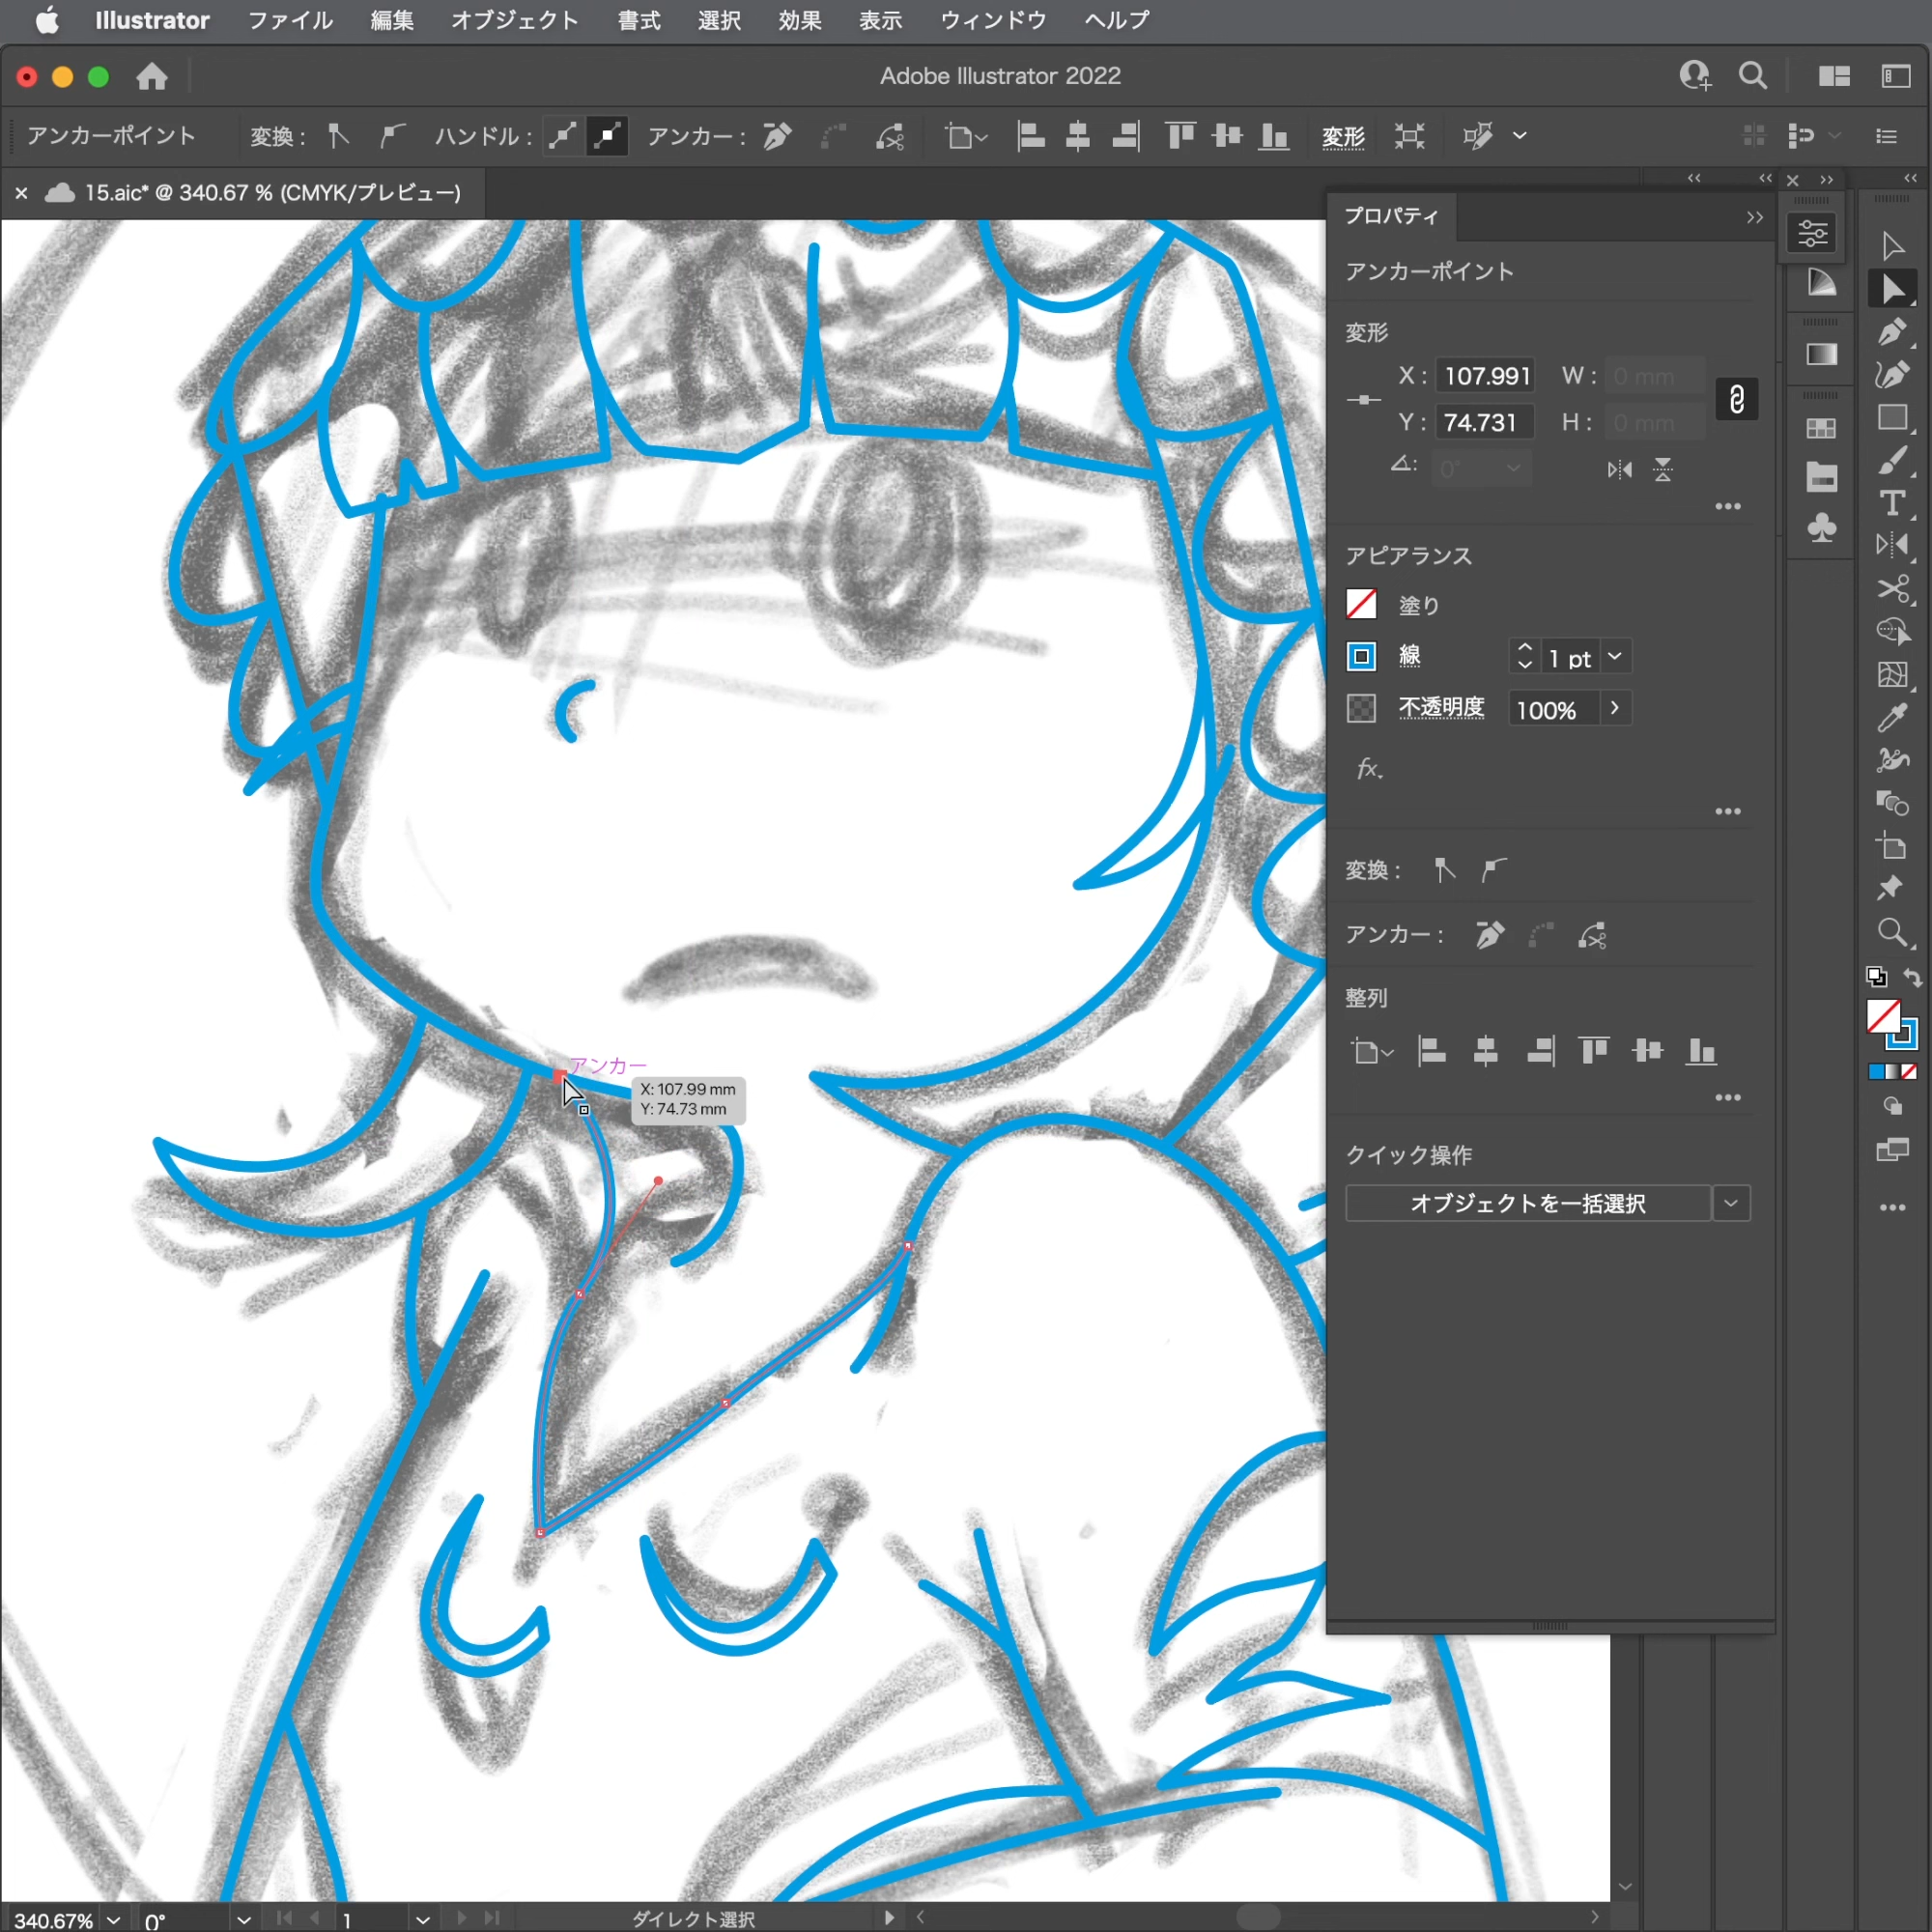 Illustrator ファイル 編集 オブジェクト 書式 選択 効果 表示 ウィンドウ ヘルプ
Adobe Illustrator 2022
アンカーポイント 変換 : ハンドル : アンカー : 変形
× 15.aic* @ 340.67 % (CMYK/プレビュー)
プロパティ
アンカーポイント
変形
X : 107.991 W : 0 mm
Y : 74.731 H : 0 mm
0°
アピアランス
塗り
線 1 pt
不透明度 100%
fx.
変換 :
アンカー :
整列
クイック操作
オブジェクトを一括選択
アンカー
X: 107.99 mm
Y: 74.73 mm
340.67% 0° 1 ダイレクト選択